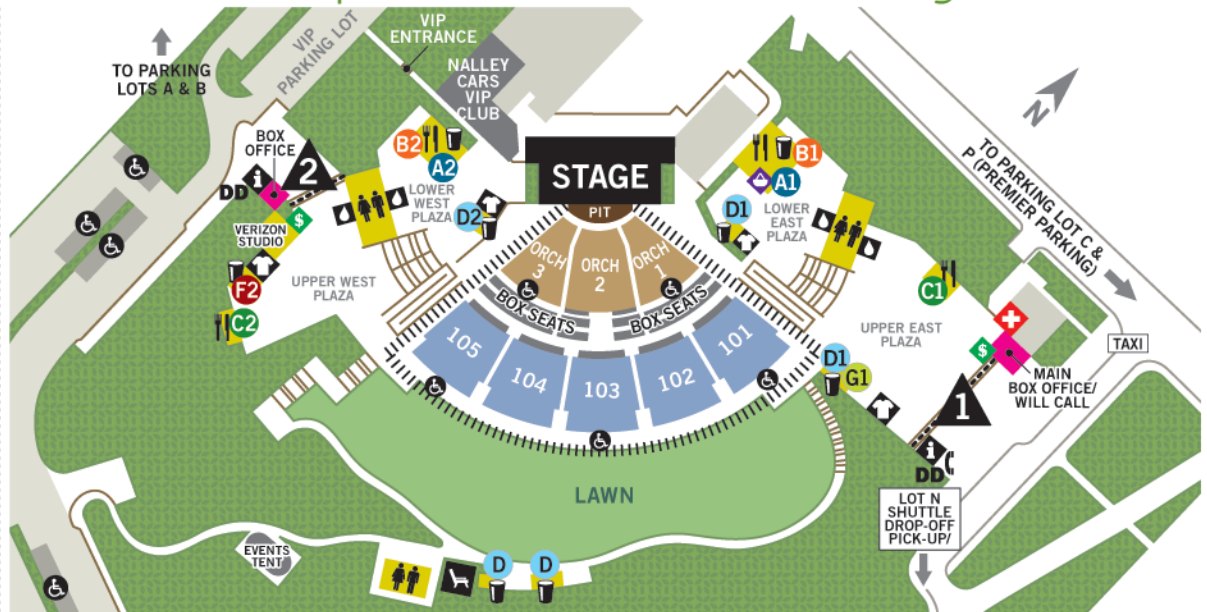 VIP
ENTRANCE
VIP
PARKING LOT
TO PARKING
LOTS A & B
NALLEY
CARS
VIP
CLUB
N
BOX
OFFICE
2
DD
i
$
VERIZON
STUDIO
F2
C2
UPPER WEST
PLAZA
B2
A2
LOWER
WEST
PLAZA
D2
STAGE
PIT
ORCH
3
ORCH
2
ORCH
1
BOX SEATS
BOX SEATS
105
104
103
102
101
LAWN
B1
A1
D1
LOWER
EAST
PLAZA
TO PARKING LOT C &
P (PREMIER PARKING)
C1
UPPER EAST
PLAZA
TAXI
$
MAIN
BOX OFFICE/
WILL CALL
D1
G1
1
i
DD
LOT N
SHUTTLE
DROP-OFF
PICK-UP/
EVENTS
TENT
D
D